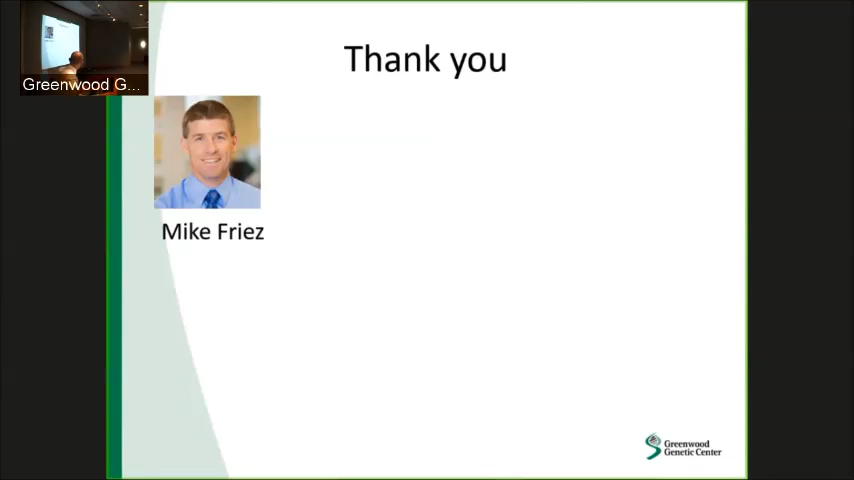 Greenwood G...
Thank you
Mike Friez
Greenwood
Genetic Center